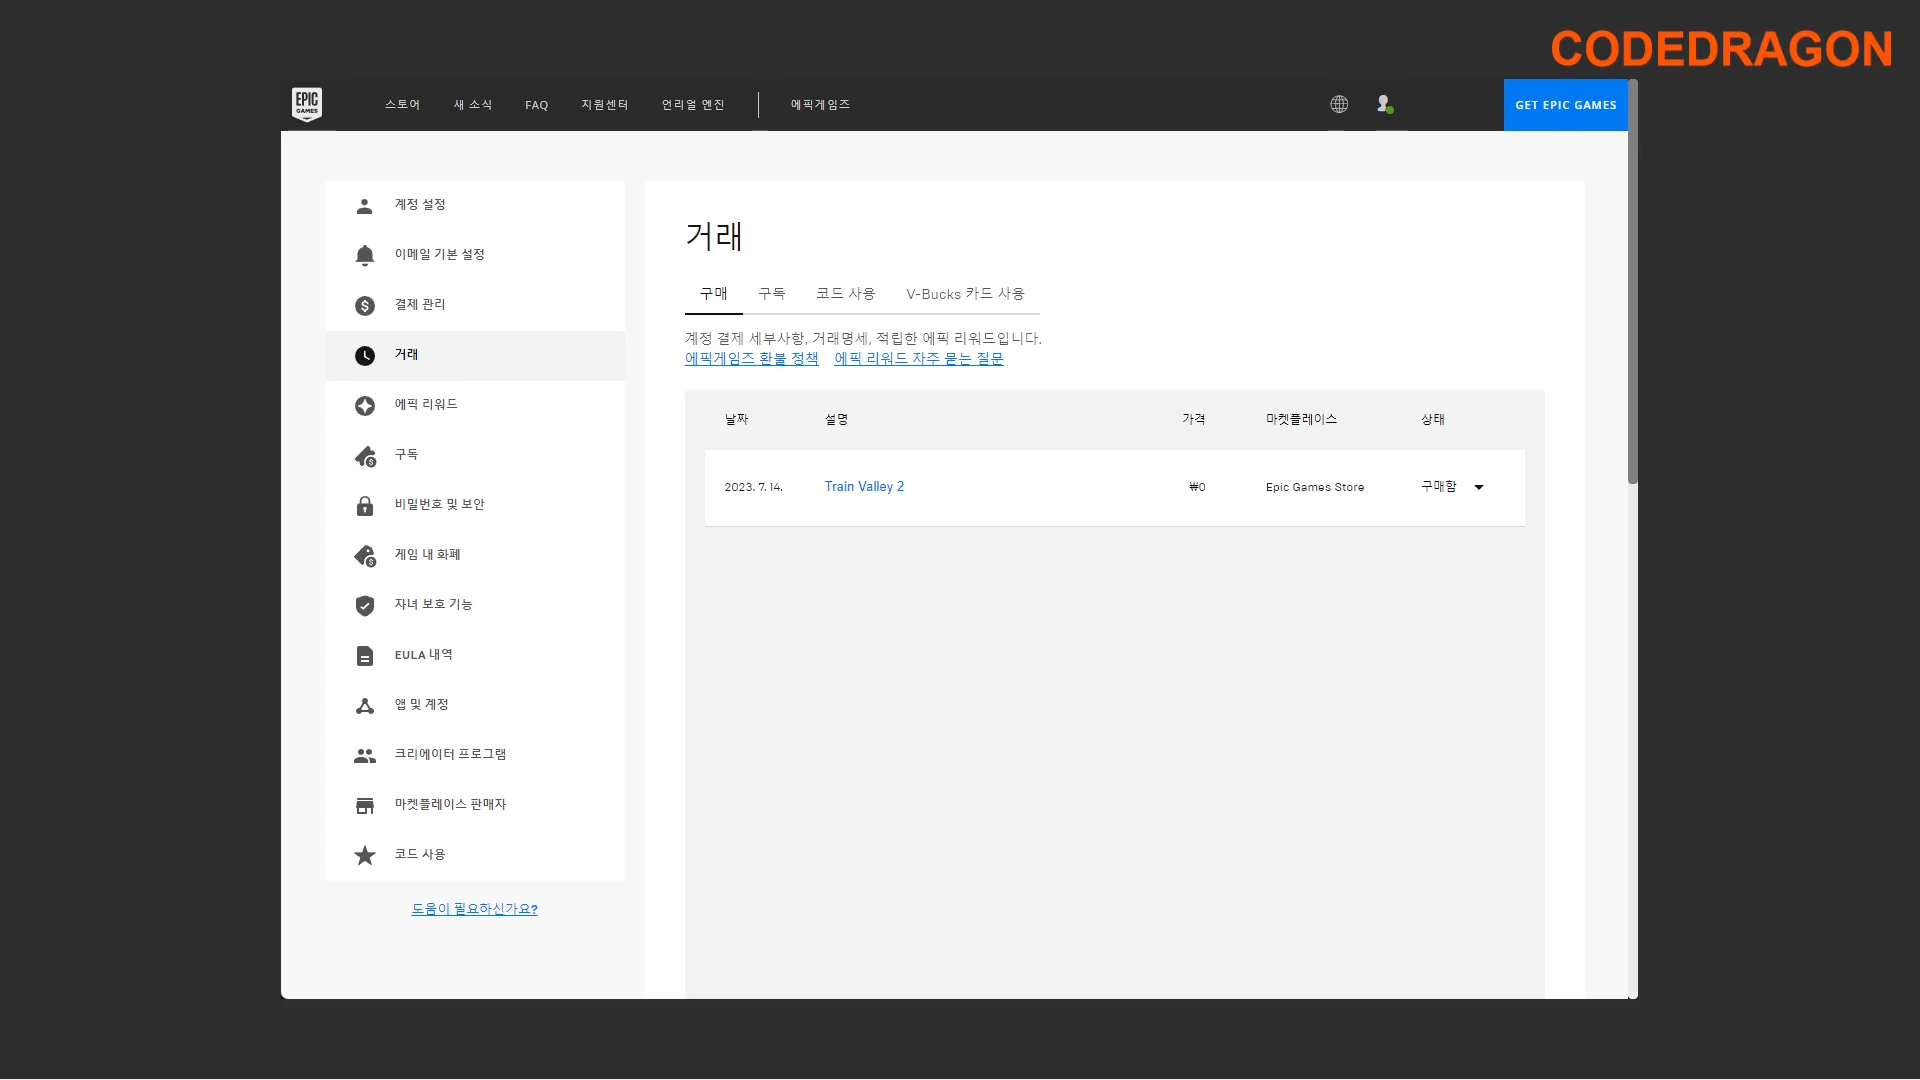 CODEDRAGON
EPIC GAMES
스토어 새 소식 FAQ 지원센터 언리얼 엔진 에픽게임즈 GET EPIC GAMES
계정 설정
이메일 기본 설정
결제 관리
거래
에픽 리워드
구독
비밀번호 및 보안
게임 내 화폐
자녀 보호 기능
EULA 내역
앱 및 계정
크리에이터 프로그램
마켓플레이스 판매자
코드 사용
도움이 필요하신가요?
거래
구매 구독 코드 사용 V-Bucks 카드 사용
계정 결제 세부사항, 거래명세, 적립한 에픽 리워드입니다.
에픽게임즈 환불 정책 에픽 리워드 자주 묻는 질문
날짜 설명 가격 마켓플레이스 상태
2023. 7. 14. Train Valley 2 ₩0 Epic Games Store 구매함